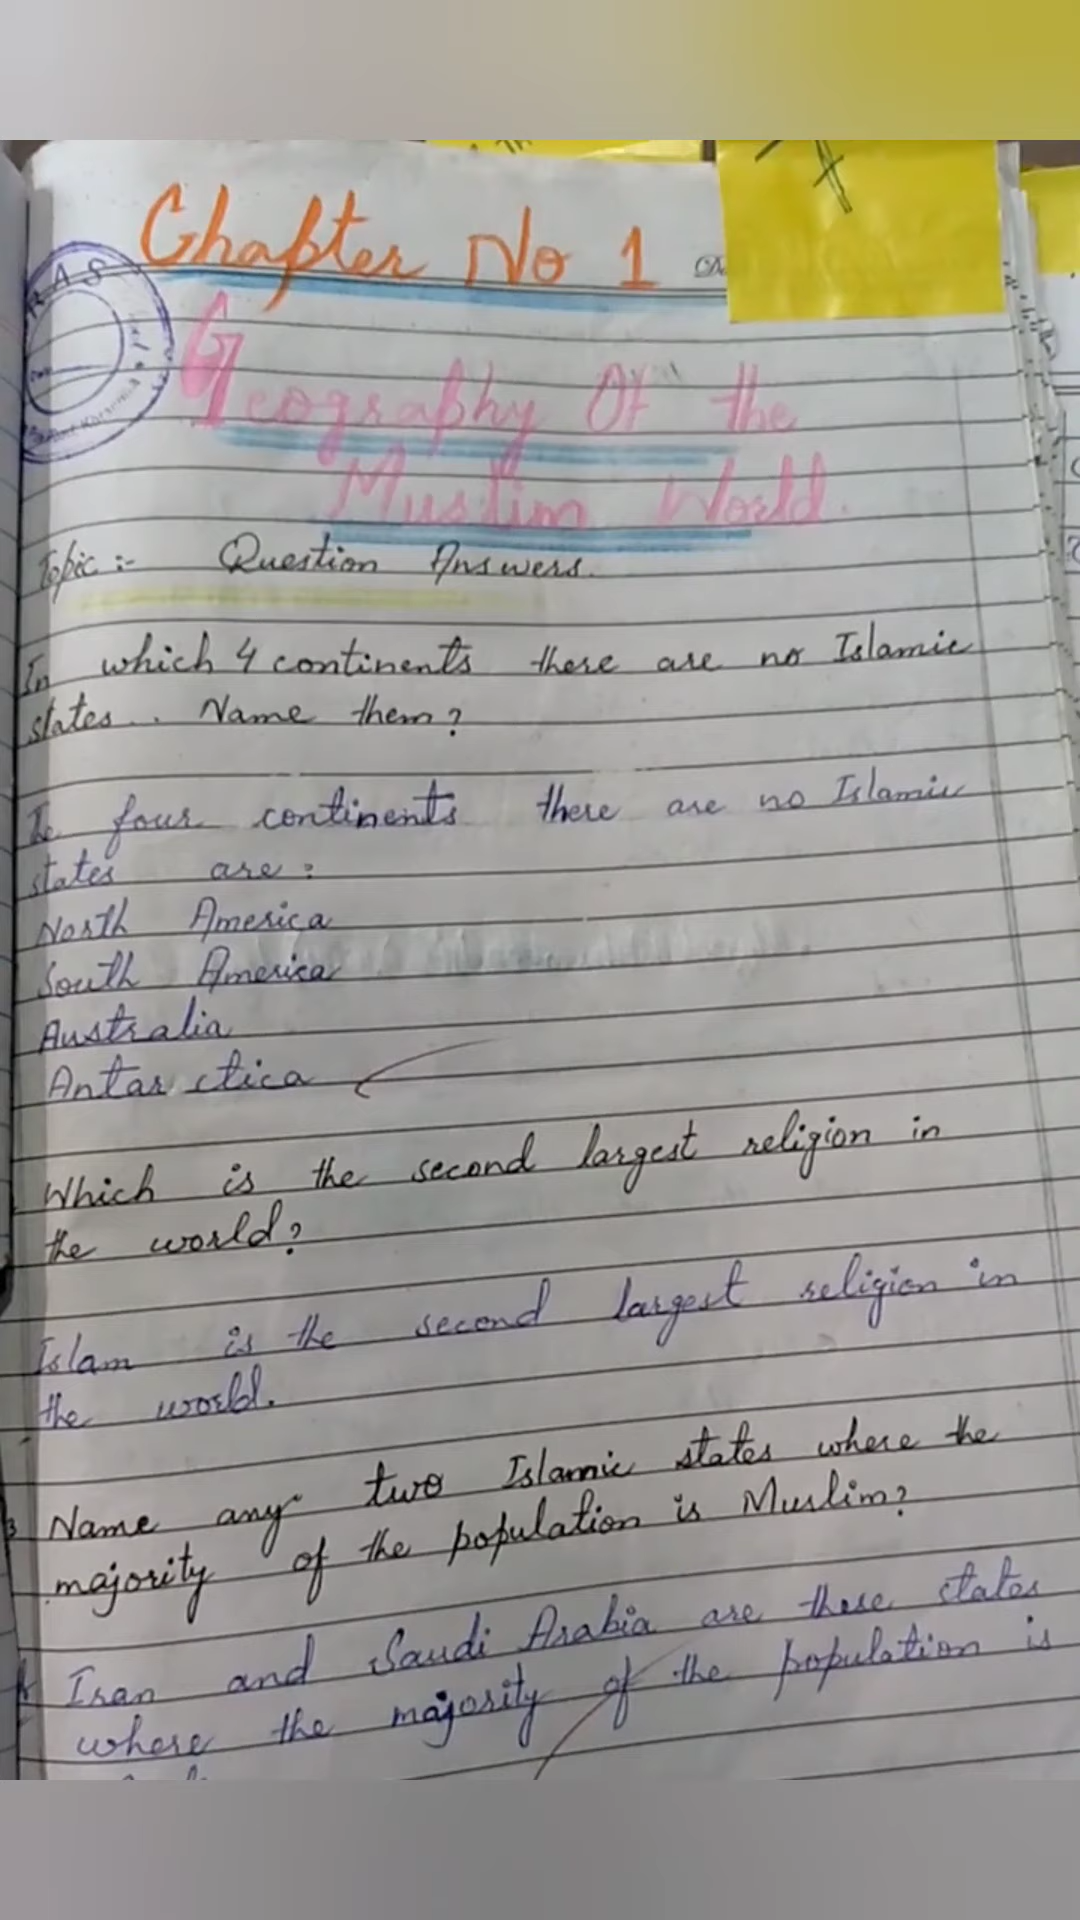 Chapter No 1
Geography Of the
Muslim World.
Topic :- Question Answers.
In which 4 continents there are no Islamic
states.. Name them?
four continents there are no Islamic
states are :
North America
South America
Australia
Antarctica
Which is the second largest religion in
the world?
Islam is the second largest religion in
the world.
3 Name any two Islamic states where the
majority of the population is Muslim?
Iran and Saudi Arabia are these states
where the majority of the population is